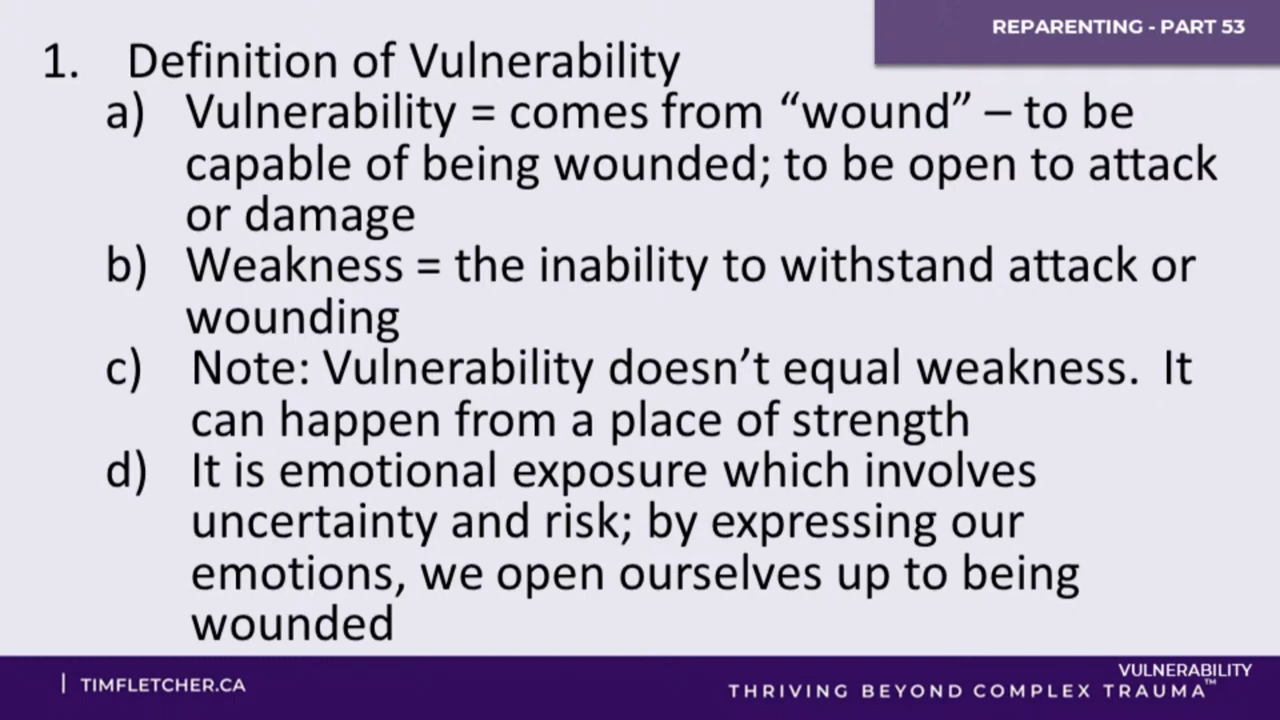 REPARENTING - PART 53
1. Definition of Vulnerability
a) Vulnerability = comes from “wound” – to be
capable of being wounded; to be open to attack
or damage
b) Weakness = the inability to withstand attack or
wounding
c) Note: Vulnerability doesn’t equal weakness.  It
can happen from a place of strength
d) It is emotional exposure which involves
uncertainty and risk; by expressing our
emotions, we open ourselves up to being
wounded
| TIMFLETCHER.CA
VULNERABILITY
THRIVING BEYOND COMPLEX TRAUMA™